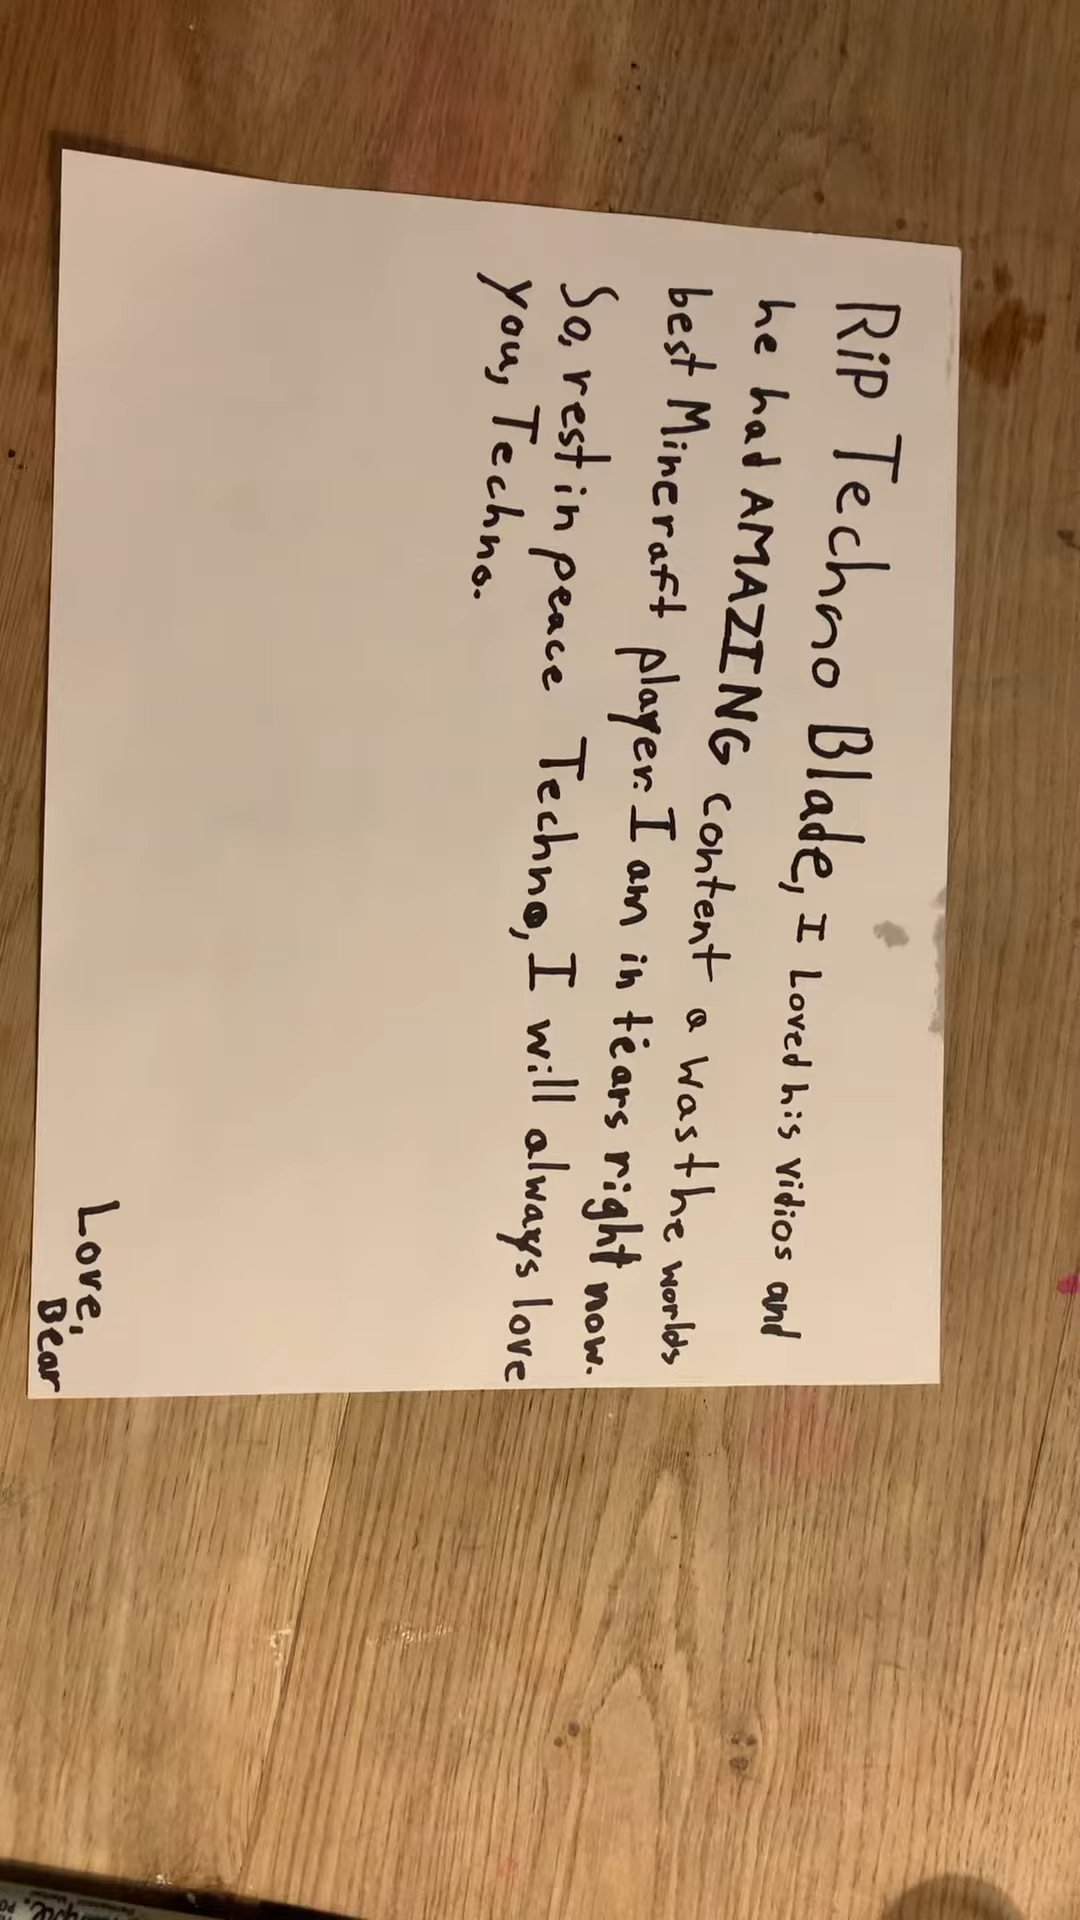 Rip Techno Blade, I Loved his vidios and
he had AMAZING content a was the worlds
best Minecraft player. I am in tears right now.
So, rest in peace Techno, I will always love
you, Techno.
Love,
Bear